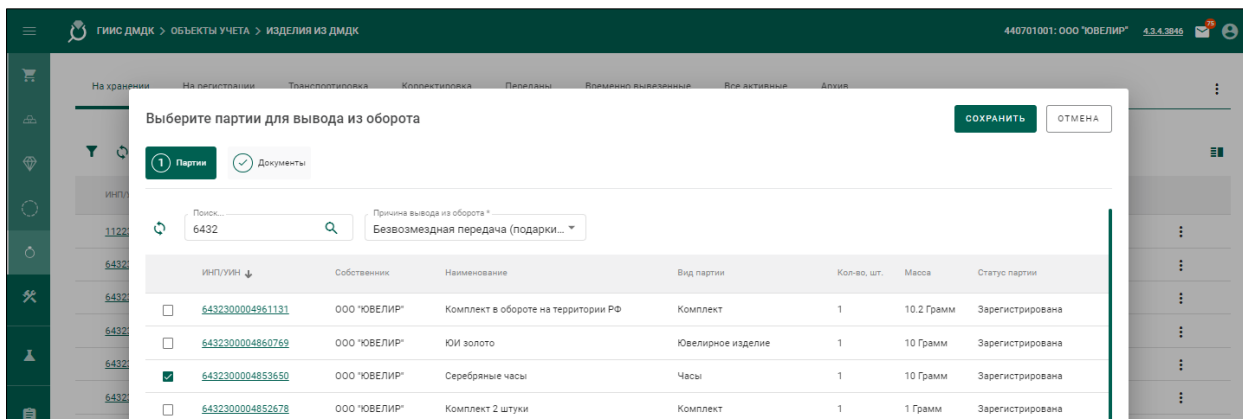 ГИИС ДМДК > ОБЪЕКТЫ УЧЕТА > ИЗДЕЛИЯ ИЗ ДМДК 440701001: ООО "ЮВЕЛИР" 4.3.4.3846 75
На хранении На регистрации Транспортировка Корректировка Переданы Временно вывезенные Все активные Архив
Выберите партии для вывода из оборота СОХРАНИТЬ ОТМЕНА
1 Партии Документы
Поиск... Причина вывода из оборота *
6432 Безвозмездная передача (подарки...
ИНП/УИН Собственник Наименование Вид партии Кол-во, шт. Масса Статус партии
6432300004961131 ООО "ЮВЕЛИР" Комплект в обороте на территории РФ Комплект 1 10.2 Грамм Зарегистрирована
6432300004860769 ООО "ЮВЕЛИР" ЮИ золото Ювелирное изделие 1 10 Грамм Зарегистрирована
6432300004853650 ООО "ЮВЕЛИР" Серебряные часы Часы 1 10 Грамм Зарегистрирована
6432300004852678 ООО "ЮВЕЛИР" Комплект 2 штуки Комплект 1 1 Грамм Зарегистрирована